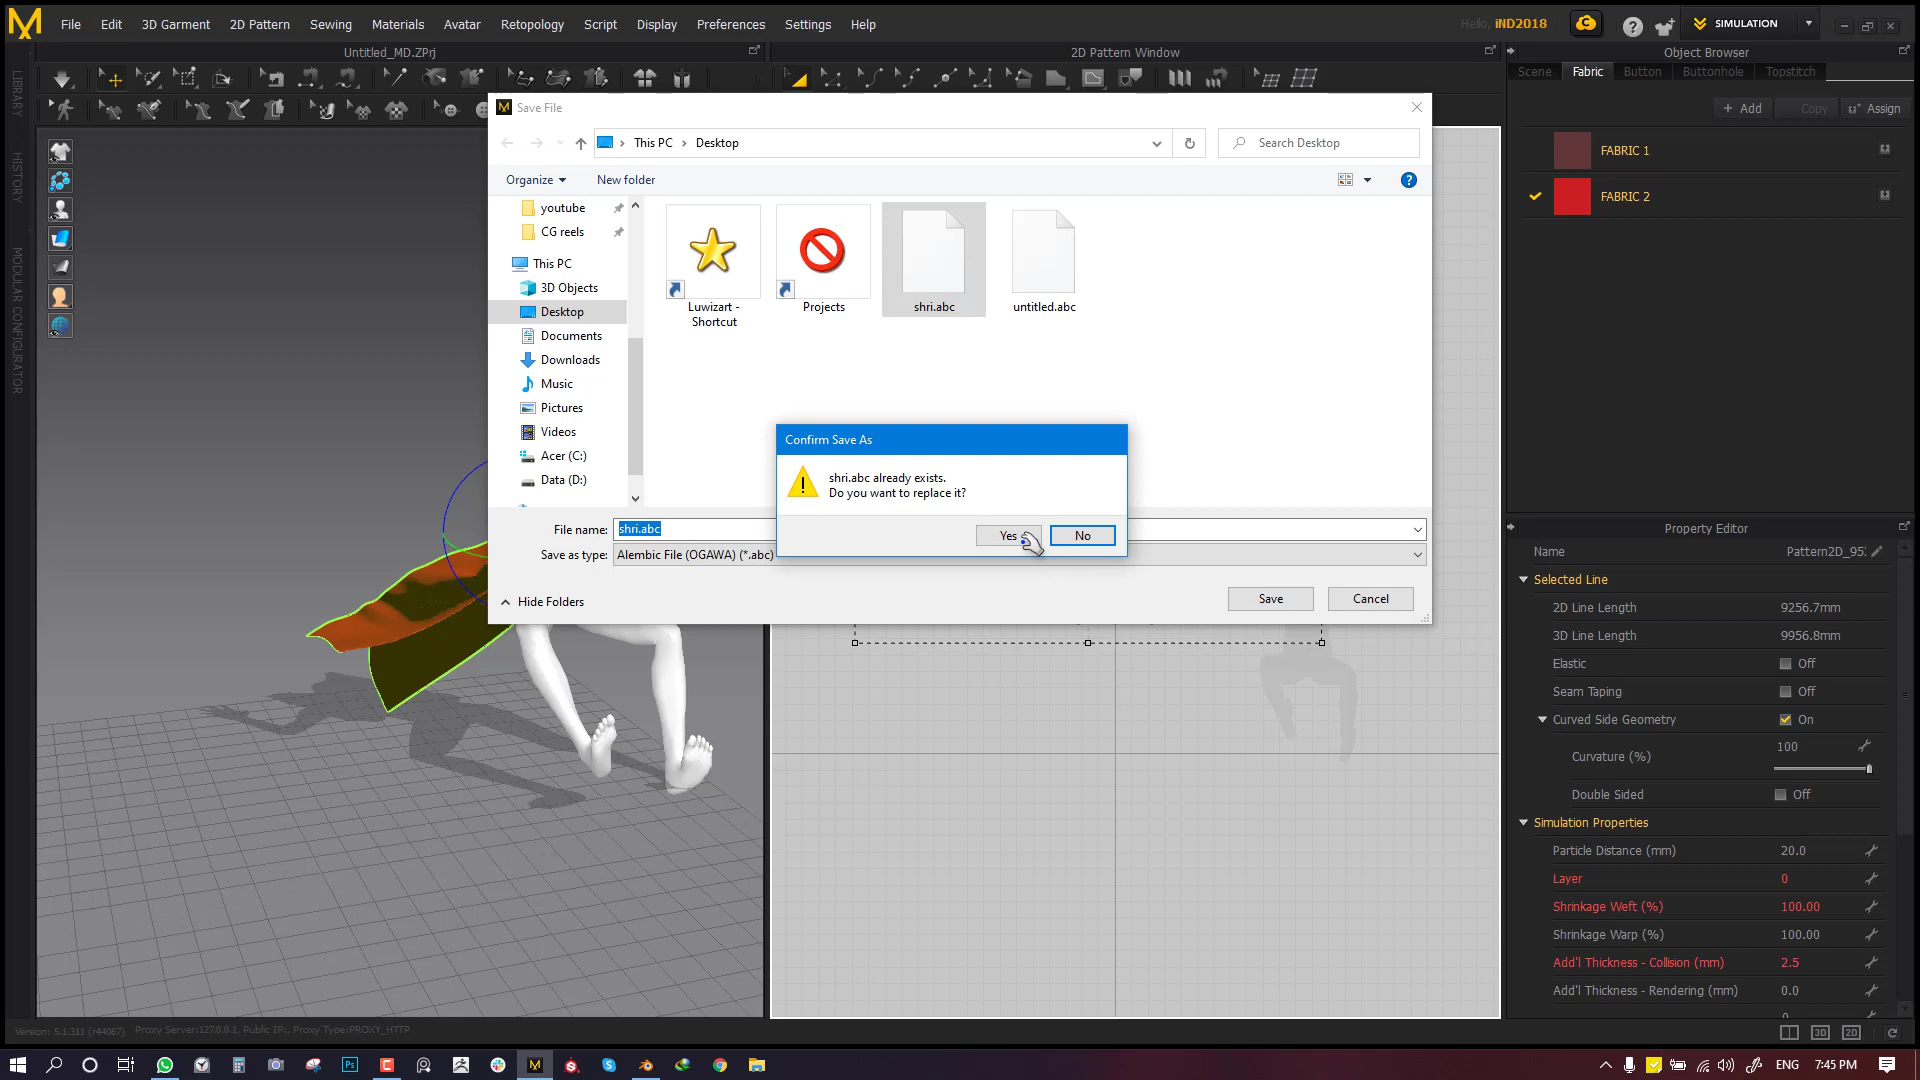 File Edit 3D Garment 2D Pattern Sewing Materials Avatar Retopology Script Display Preferences Settings Help
Hello, iND2018
SIMULATION
Untitled_MD.ZPrj
2D Pattern Window
Object Browser
Scene Fabric Button Buttonhole Topstitch
+ Add Copy Assign
FABRIC 1
FABRIC 2
LIBRARY
HISTORY
MODULAR CONFIGURATOR
Save File
This PC > Desktop
Search Desktop
Organize New folder
youtube
CG reels
This PC
3D Objects
Desktop
Documents
Downloads
Music
Pictures
Videos
Acer (C:)
Data (D:)
Luwizart -
Shortcut
Projects
shri.abc
untitled.abc
Confirm Save As
shri.abc already exists.
Do you want to replace it?
Yes No
File name: shri.abc
Save as type: Alembic File (OGAWA) (*.abc)
Hide Folders
Save Cancel
Property Editor
Name Pattern2D_95
Selected Line
2D Line Length 9256.7mm
3D Line Length 9956.8mm
Elastic Off
Seam Taping Off
Curved Side Geometry On
Curvature (%) 100
Double Sided Off
Simulation Properties
Particle Distance (mm) 20.0
Layer 0
Shrinkage Weft (%) 100.00
Shrinkage Warp (%) 100.00
Add'l Thickness - Collision (mm) 2.5
Add'l Thickness - Rendering (mm) 0.0
Version: 5.1.311 (r44087) Proxy Server:127.0.0.1, Public IP:, Proxy Type:PROXY_HTTP
3D 2D
Ps
ENG 7:45 PM